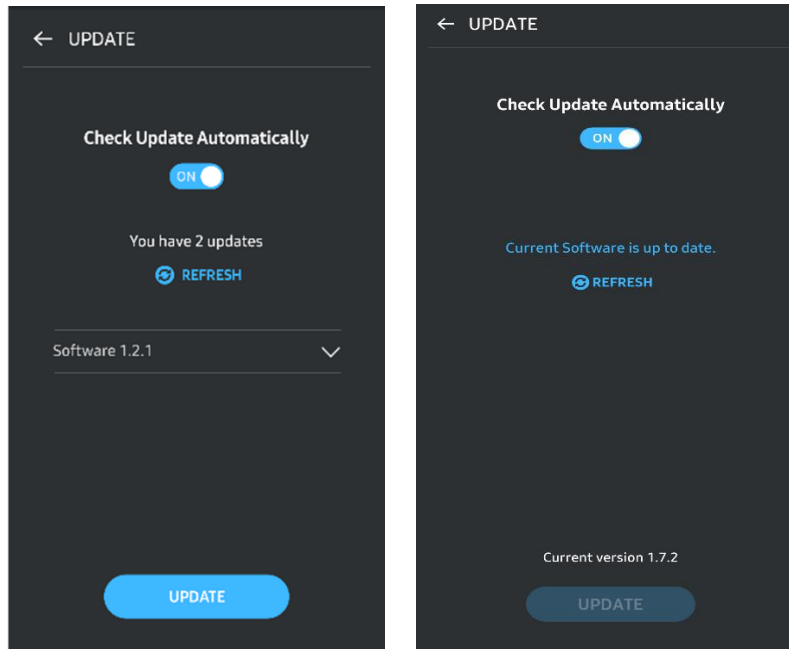 UPDATE
Check Update Automatically
ON
You have 2 updates
REFRESH
Software 1.2.1
UPDATE
UPDATE
Check Update Automatically
ON
Current Software is up to date.
REFRESH
Current version 1.7.2
UPDATE